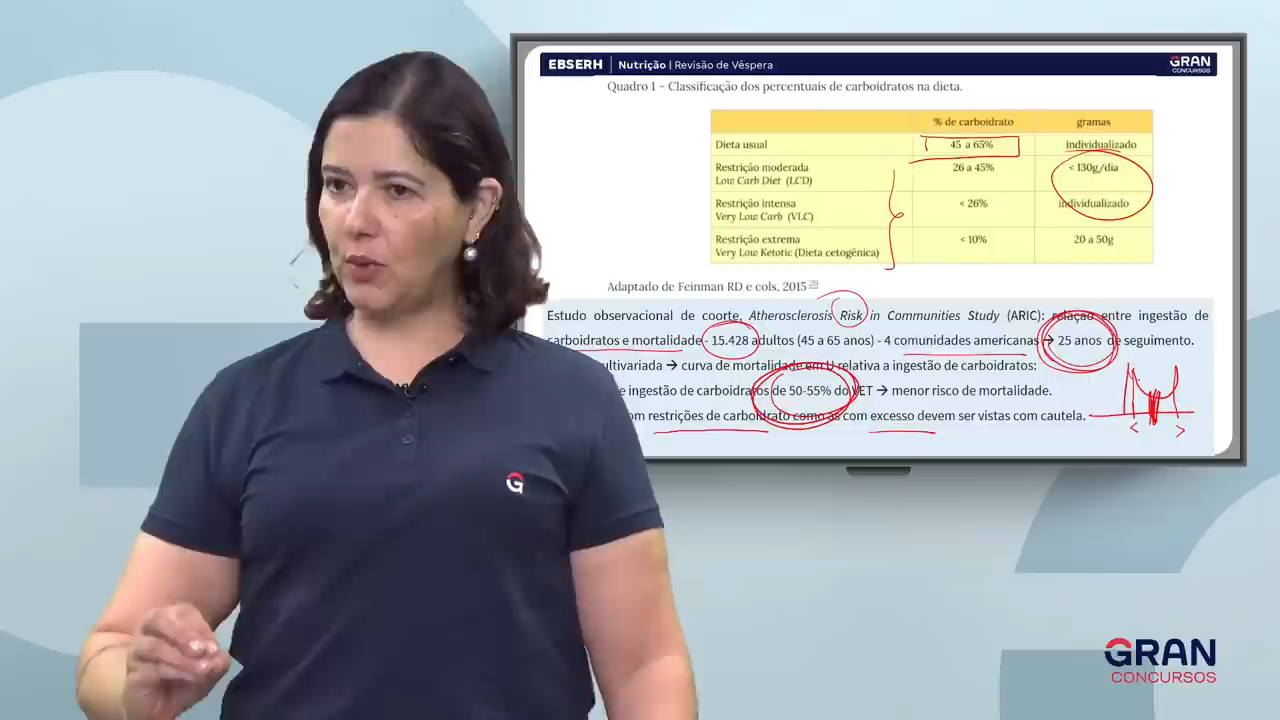 EBSERH | Nutrição | Revisão de Véspera
GRAN
CONCURSOS
Quadro 1 – Classificação dos percentuais de carboidratos na dieta.
% de carboidrato gramas
Dieta usual 45 a 65% individualizado
Restrição moderada 26 a 45% < 130g/dia
Low Carb Diet (LCD)
Restrição intensa < 26% individualizado
Very Low Carb (VLC)
Restrição extrema < 10% 20 a 50g
Very Low Ketotic (Dieta cetogênica)
Adaptado de Feinman RD e cols, 2015
Estudo observacional de coorte, Atherosclerosis Risk in Communities Study (ARIC): relação entre ingestão de
carboidratos e mortalidade - 15.428 adultos (45 a 65 anos) - 4 comunidades americanas → 25 anos de seguimento.
ultivariada → curva de mortalidade em U relativa a ingestão de carboidratos:
e ingestão de carboidratos de 50-55% do VET → menor risco de mortalidade.
om restrições de carboidrato como as com excesso devem ser vistas com cautela.
< >
G
GRAN
CONCURSOS